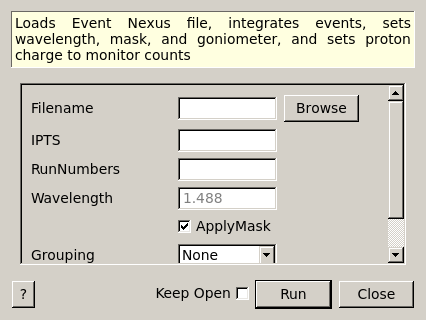 Loads Event Nexus file, integrates events, sets
wavelength, mask, and goniometer, and sets proton
charge to monitor counts
Filename
Browse
IPTS
RunNumbers
Wavelength 1.488
ApplyMask
Grouping None
? Keep Open Run Close